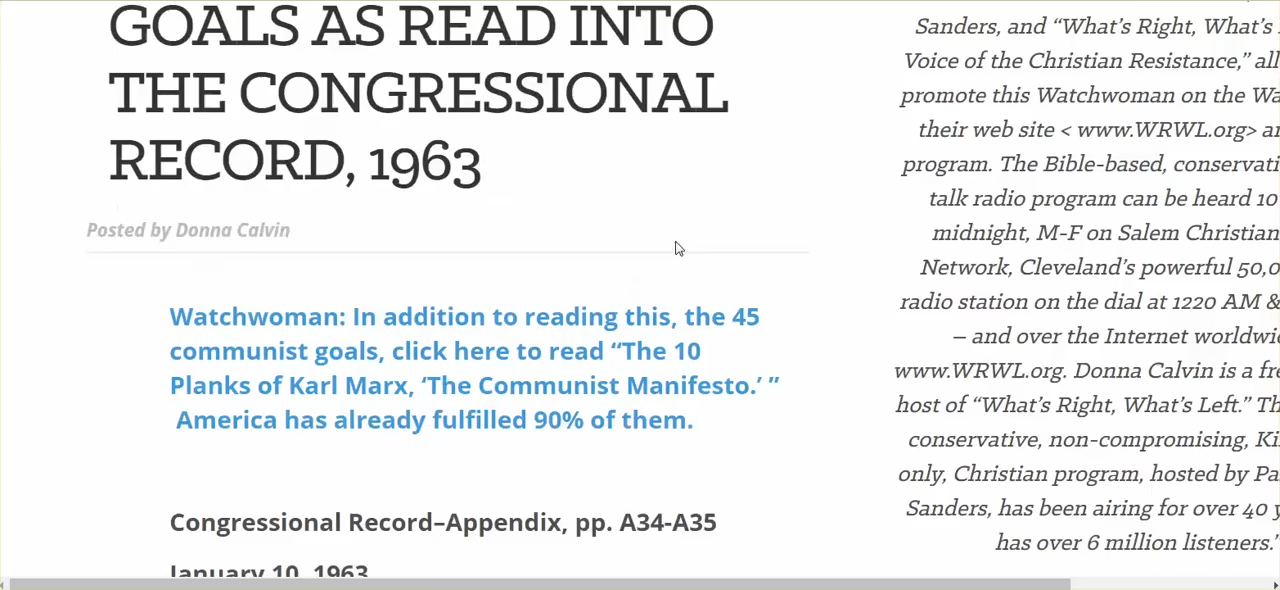 GOALS AS READ INTO
THE CONGRESSIONAL
RECORD, 1963
Posted by Donna Calvin
Watchwoman: In addition to reading this, the 45
communist goals, click here to read “The 10
Planks of Karl Marx, ‘The Communist Manifesto.’ ”
America has already fulfilled 90% of them.
Congressional Record–Appendix, pp. A34-A35
January 10, 1963
Sanders, and “What’s Right, What’s
Voice of the Christian Resistance,” all
promote this Watchwoman on the Wa
their web site < www.WRWL.org> a
program. The Bible-based, conservati
talk radio program can be heard 10
midnight, M-F on Salem Christian
Network, Cleveland’s powerful 50,0
radio station on the dial at 1220 AM &
– and over the Internet worldwi
www.WRWL.org. Donna Calvin is a fre
host of “What’s Right, What’s Left.” Th
conservative, non-compromising, Ki
only, Christian program, hosted by Pa
Sanders, has been airing for over 40 y
has over 6 million listeners.”